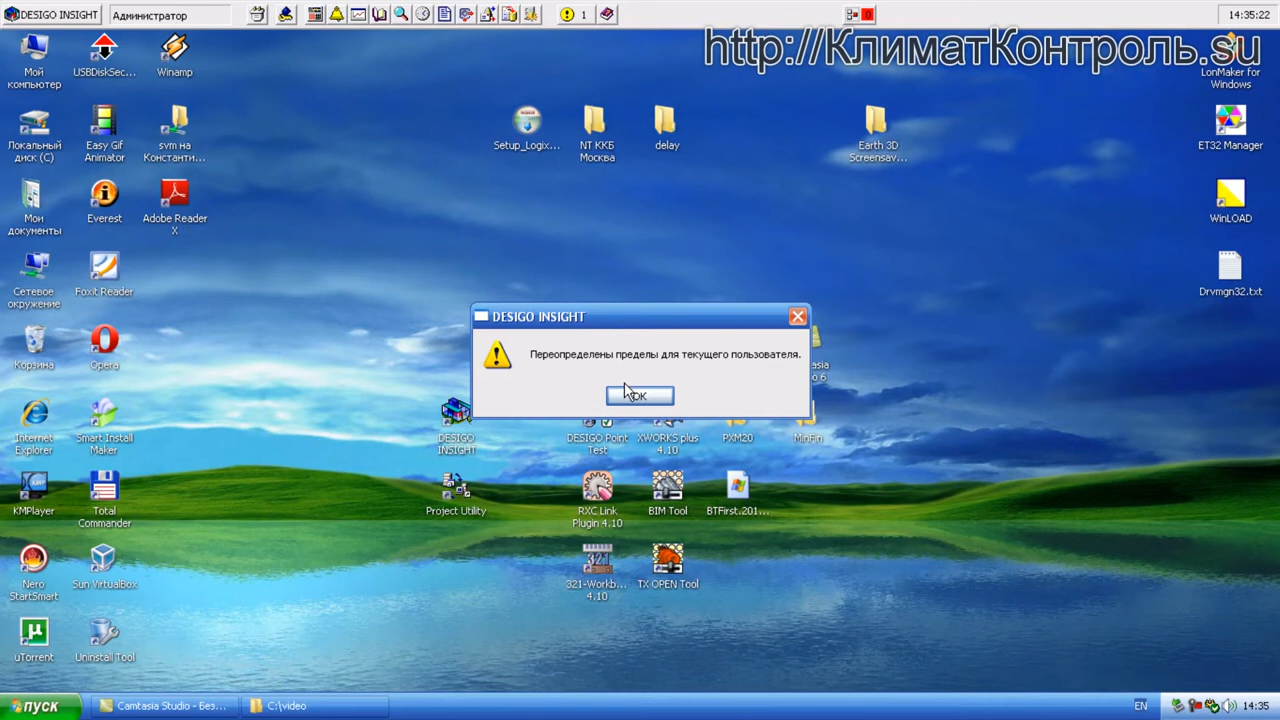 DESIGO INSIGHT
Администратор
1
0
14:35:22
http://КлиматКонтроль.su
Мой
компьютер
USBDiskSec...
Winamp
LonMaker for
Windows
Локальный
диск (C)
Easy Gif
Animator
svm на
Константи...
Setup_Logix...
NT ККБ
Москва
delay
Earth 3D
Screensav...
ET32 Manager
Мои
документы
Everest
Adobe Reader
X
WinLOAD
Сетевое
окружение
Foxit Reader
Drvmgn32.txt
DESIGO INSIGHT
Переопределены пределы для текущего пользователя.
OK
Корзина
Opera
Internet
Explorer
Smart Install
Maker
DESIGO
INSIGHT
DESIGO Point
Test
XWORKS plus
4.10
PXM20
MinFin
KMPlayer
Total
Commander
Project Utility
RXC Link
Plugin 4.10
BIM Tool
BTFirst.201...
Nero
StartSmart
Sun VirtualBox
321-Workb...
4.10
TX OPEN Tool
uTorrent
Uninstall Tool
пуск
Camtasia Studio - Без...
C:\video
EN
14:35